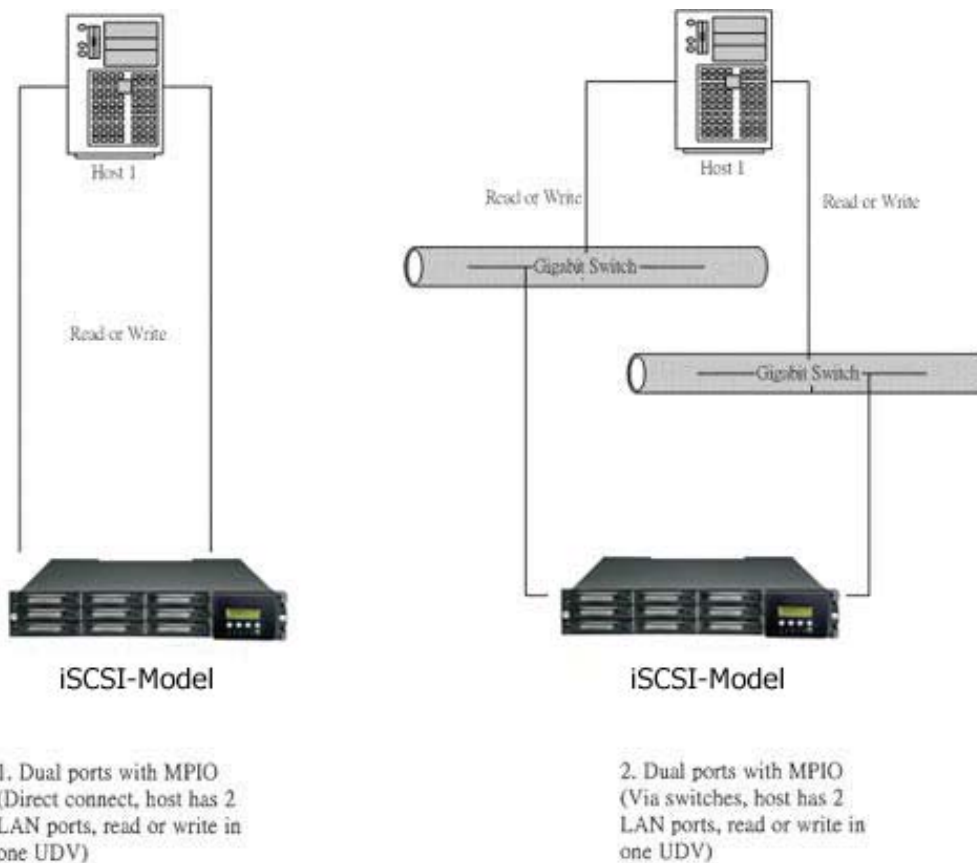 Host 1
Read or Write
iSCSI-Model
1. Dual ports with MPIO
(Direct connect, host has 2
LAN ports, read or write in
one UDV)
Host 1
Read or Write
Read or Write
Gigabit Switch
Gigabit Switch
iSCSI-Model
2. Dual ports with MPIO
(Via switches, host has 2
LAN ports, read or write in
one UDV)